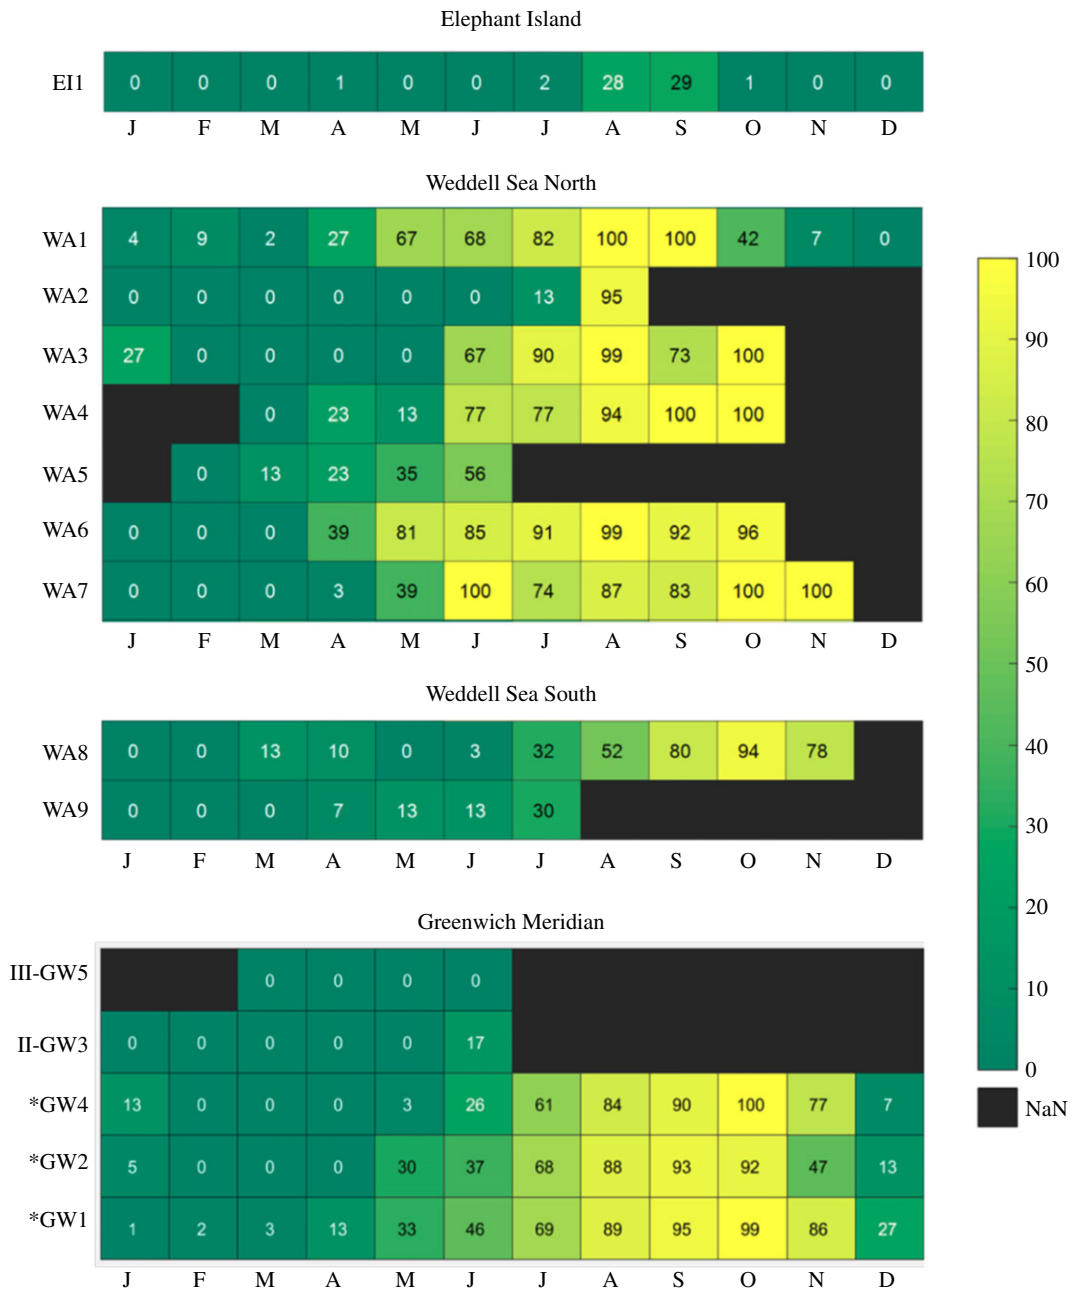 Elephant Island
EI1 0 0 0 1 0 0 2 28 29 1 0 0
J F M A M J J A S O N D
Weddell Sea North
WA1 4 9 2 27 67 68 82 100 100 42 7 0
WA2 0 0 0 0 0 0 13 95
WA3 27 0 0 0 0 67 90 99 73 100
WA4 0 23 13 77 77 94 100 100
WA5 0 13 23 35 56
WA6 0 0 0 39 81 85 91 99 92 96
WA7 0 0 0 3 39 100 74 87 83 100 100
J F M A M J J A S O N D
Weddell Sea South
WA8 0 0 13 10 0 3 32 52 80 94 78
WA9 0 0 0 7 13 13 30
J F M A M J J A S O N D
Greenwich Meridian
III-GW5 0 0 0 0
II-GW3 0 0 0 0 0 17
*GW4 13 0 0 0 3 26 61 84 90 100 77 7
*GW2 5 0 0 0 30 37 68 88 93 92 47 13
*GW1 1 2 3 13 33 46 69 89 95 99 86 27
J F M A M J J A S O N D
100
90
80
70
60
50
40
30
20
10
0
NaN